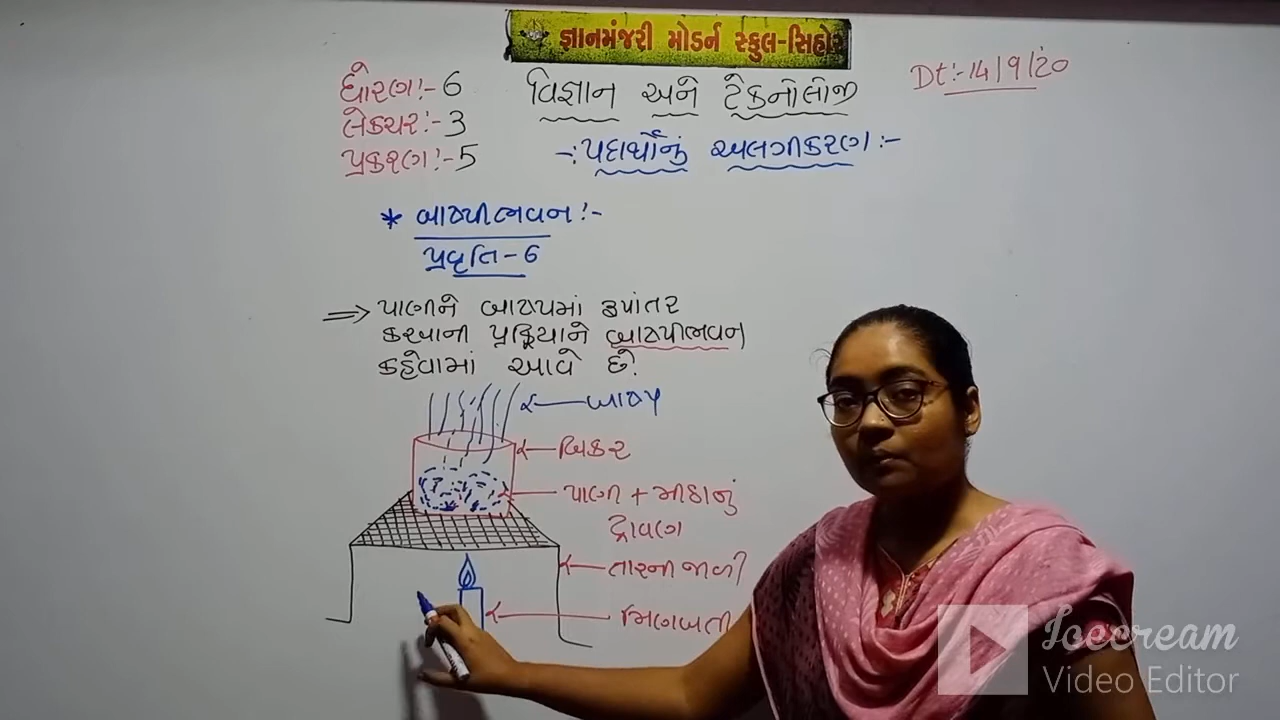 જ્ઞાનમંજરી મોડર્ન સ્કુલ-સિહોર
ધોરણ:- 6
લેક્ચર:- 3
પ્રકરણ:- 5
વિજ્ઞાન અને ટેકનોલોજી
Dt:-14/9/20
-: પદાર્થોનું અલગીકરણ :-
* બાષ્પીભવન:-
પ્રવૃતિ-6
⇒ પાણીને બાષ્પમાં રૂપાંતર
કરવાની પ્રક્રિયાને બાષ્પીભવન
કહેવામાં આવે છે.
બાષ્પ
બિકર
પાણી + મીઠાનું
દ્રાવણ
તારની જાળી
મિણબતી
Icecream
Video Editor